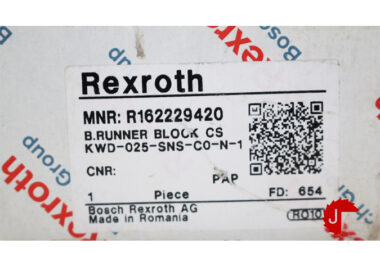 Rexroth
MNR: R162229420
B.RUNNER BLOCK CS
KWD-025-SNS-C0-N-1
CNR:
PAP
1 Piece FD: 654
Bosch Rexroth AG
Made in Romania
Group
rexroth
Bosch
J